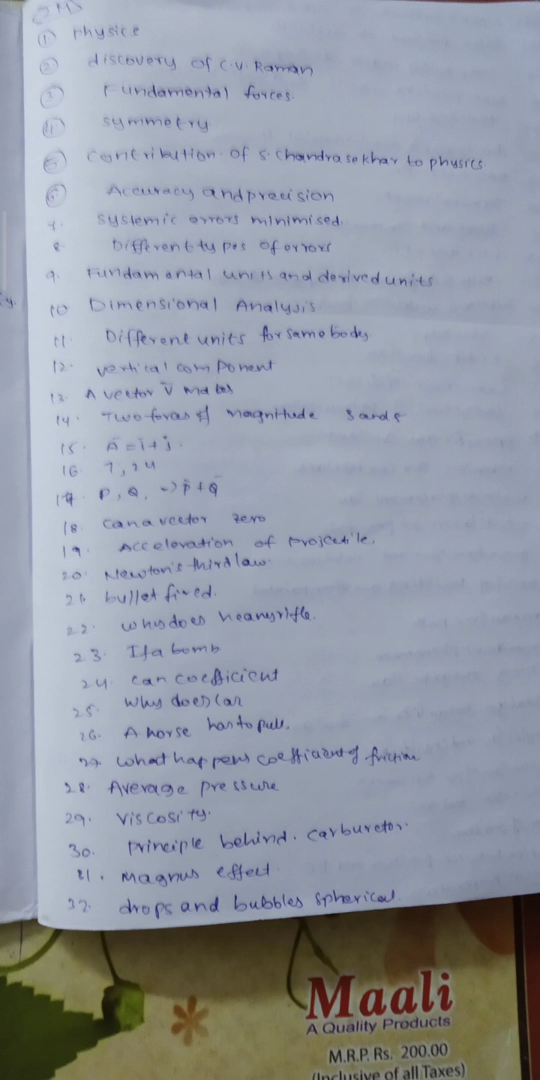 2MS
① Physics
② discovery of C.V. Raman
③ Fundamental forces.
④ symmetry
⑤ contribution of S. Chandrasekhar to physics
⑥ Accuracy and precision
7. systemic errors minimised.
8 Different types of errors
9. Fundamental units and derived units
10 Dimensional Analysis
11. Different units for same body
12. vertical component
13. A vector v̄ makes
14. Two forces of magnitude 3 and 5
15. Ā = ī + j̄.
16 7, 24
17. P, Q, => P̄ + Q̄
18 can a vector zero
19. Acceleration of projectile.
20. Newton's third law.
21. bullet fired.
22. why does heavy rifle.
23. If a bomb
24. can coefficient
25. why does car
26. A horse has to pull.
27. what happens coefficient of friction
28. Average pressure
29. viscosity.
30. principle behind. carburetor.
31. magnus effect.
32. drops and bubbles spherical.
y.
Maali
A Quality Products
M.R.P. Rs. 200.00
(Inclusive of all Taxes)